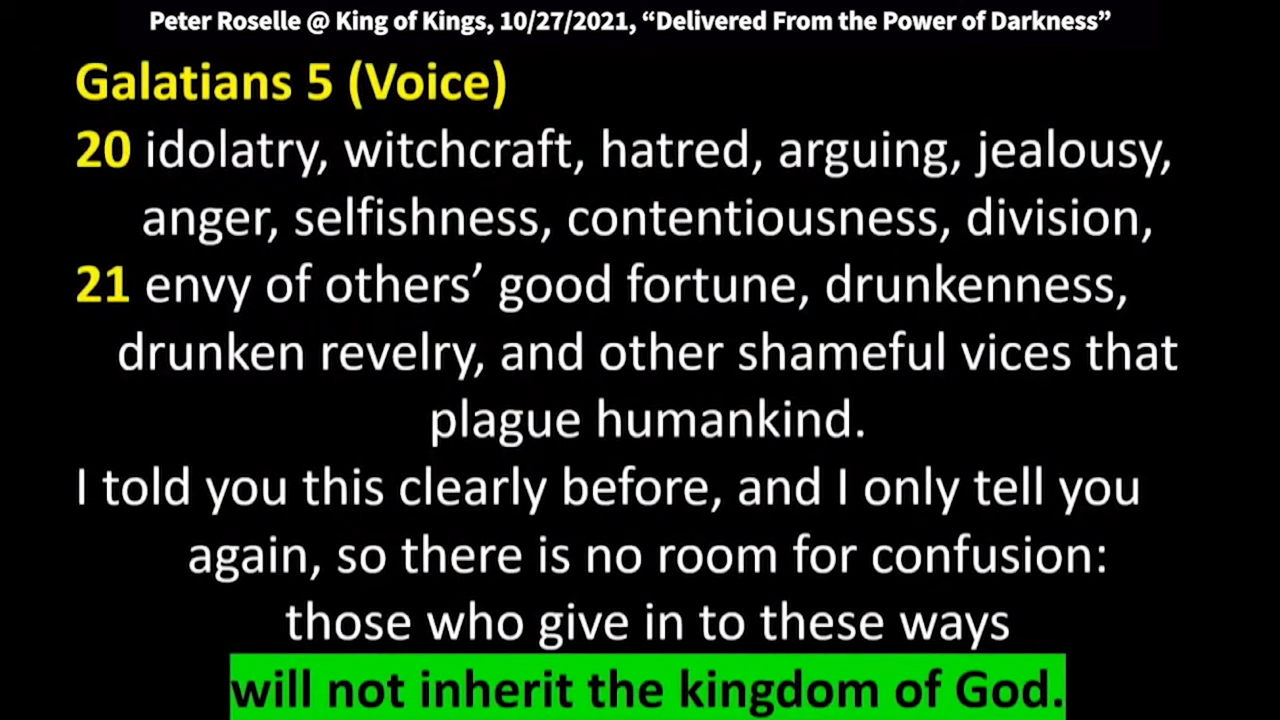 Peter Roselle @ King of Kings, 10/27/2021, “Delivered From the Power of Darkness”
Galatians 5 (Voice)
20 idolatry, witchcraft, hatred, arguing, jealousy,
anger, selfishness, contentiousness, division,
21 envy of others’ good fortune, drunkenness,
drunken revelry, and other shameful vices that
plague humankind.
I told you this clearly before, and I only tell you
again, so there is no room for confusion:
those who give in to these ways
will not inherit the kingdom of God.